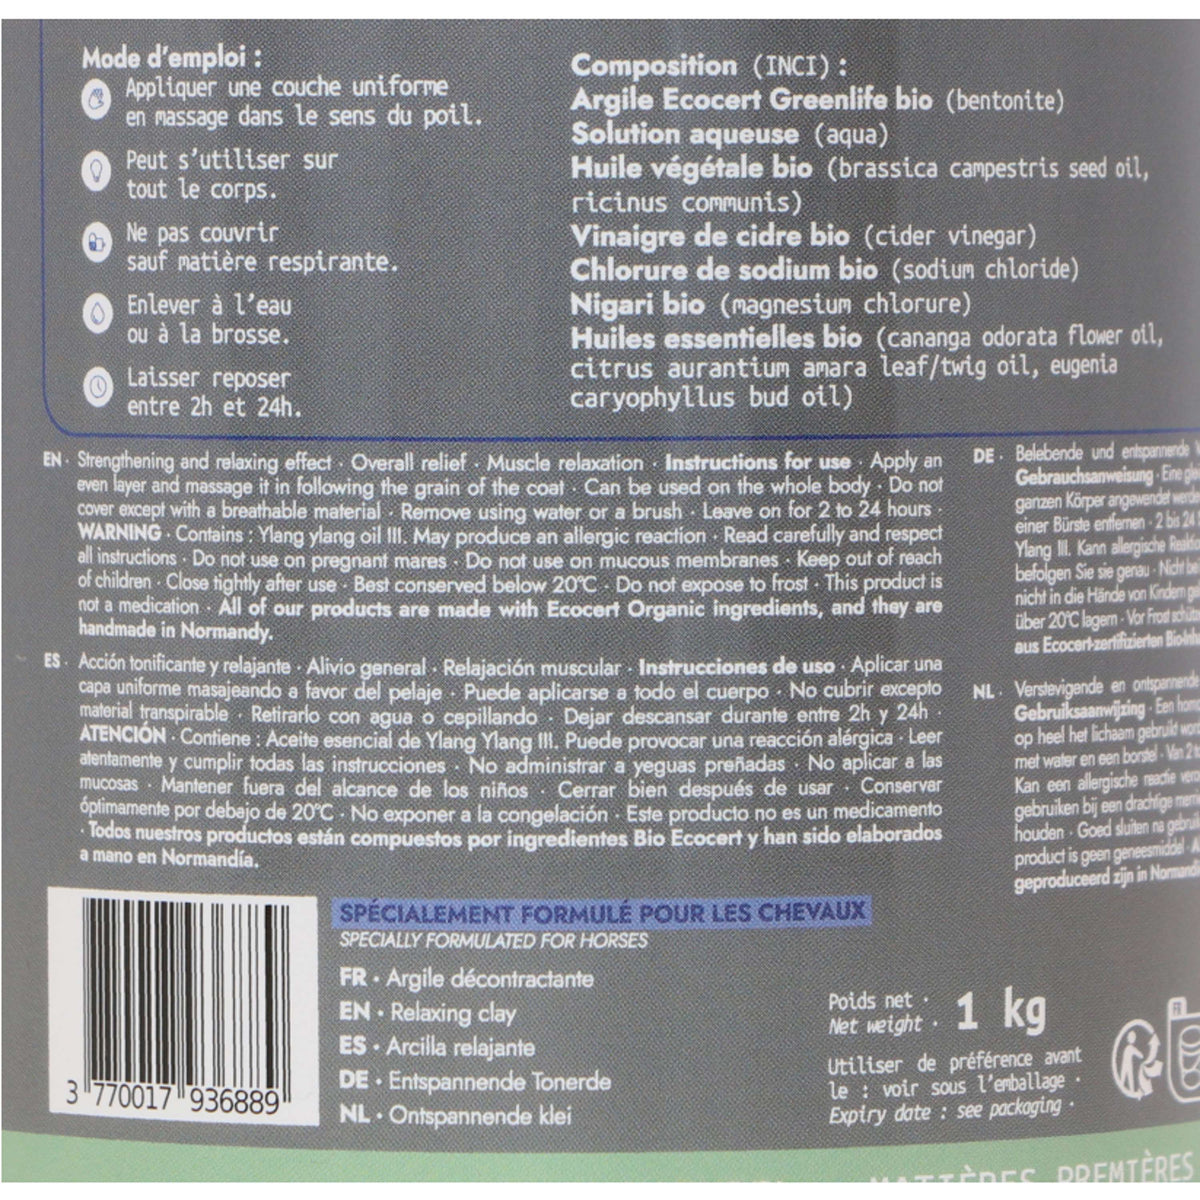 Mode d'emploi :
Appliquer une couche uniforme
en massage dans le sens du poil.
Peut s'utiliser sur
tout le corps.
Ne pas couvrir
sauf matière respirante.
Enlever à l'eau
ou à la brosse.
Laisser reposer
entre 2h et 24h.
Composition (INCI) :
Argile Ecocert Greenlife bio (bentonite)
Solution aqueuse (aqua)
Huile végétale bio (brassica campestris seed oil,
ricinus communis)
Vinaigre de cidre bio (cider vinegar)
Chlorure de sodium bio (sodium chloride)
Nigari bio (magnesium chlorure)
Huiles essentielles bio (cananga odorata flower oil,
citrus aurantium amara leaf/twig oil, eugenia
caryophyllus bud oil)
EN · Strengthening and relaxing effect · Overall relief · Muscle relaxation · Instructions for use · Apply an
even layer and massage it in following the grain of the coat · Can be used on the whole body · Do not
cover except with a breathable material · Remove using water or a brush · Leave on for 2 to 24 hours ·
WARNING · Contains : Ylang ylang oil III. May produce an allergic reaction · Read carefully and respect
all instructions · Do not use on pregnant mares · Do not use on mucous membranes · Keep out of reach
of children · Close tightly after use · Best conserved below 20°C · Do not expose to frost · This product is
not a medication · All of our products are made with Ecocert Organic ingredients, and they are
handmade in Normandy.
ES · Acción tonificante y relajante · Alivio general · Relajación muscular · Instrucciones de uso · Aplicar una
capa uniforme masajeando a favor del pelaje · Puede aplicarse a todo el cuerpo · No cubrir excepto
material transpirable · Retirarlo con agua o cepillando · Dejar descansar durante entre 2h y 24h ·
ATENCIÓN · Contiene : Aceite esencial de Ylang Ylang III. Puede provocar una reacción alérgica · Leer
atentamente y cumplir todas las instrucciones · No administrar a yeguas preñadas · No aplicar a las
mucosas · Mantener fuera del alcance de los niños · Cerrar bien después de usar · Conservar
óptimamente por debajo de 20°C · No exponer a la congelación · Este producto no es un medicamento
· Todos nuestros productos están compuestos por ingredientes Bio Ecocert y han sido elaborados
a mano en Normandía.
DE · Belebende und entspannende
Gebrauchsanweisung · Eine
ganzen Körper angewendet
einer Bürste entfernen · 2 bis 24
Ylang III. Kann allergische
befolgen Sie sie genau · Nicht
nicht in die Hände von Kindern
über 20°C lagern · Vor Frost
aus Ecocert-zertifizierten
NL · Verstevigende en ontspannende
Gebruiksaanwijzing · Een
op heel het lichaam gebruikt
met water en een borstel · Van
Kan een allergische reactie
gebruiken bij een drachtige
houden · Goed sluiten na
product is geen geneesmiddel ·
geproduceerd zijn in
3 770017 936889
SPÉCIALEMENT FORMULÉ POUR LES CHEVAUX
SPECIALLY FORMULATED FOR HORSES
FR · Argile décontractante
EN · Relaxing clay
ES · Arcilla relajante
DE · Entspannende Tonerde
NL · Ontspannende klei
Poids net ·
Net weight · 1 kg
Utiliser de préférence avant
le : voir sous l'emballage ·
Expiry date : see packaging ·
FR
MATIÈRES PREMIÈRES